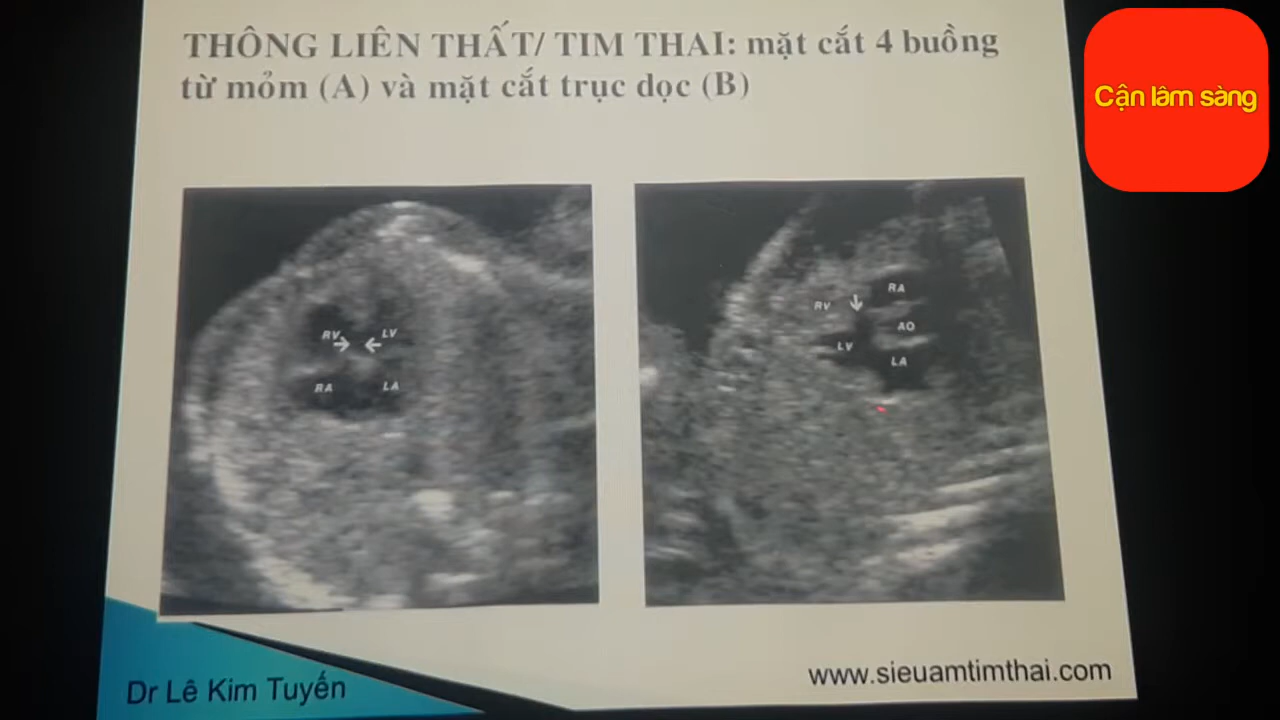 THÔNG LIÊN THẤT/ TIM THAI: mặt cắt 4 buồng
từ mỏm (A) và mặt cắt trục dọc (B)
Cận lâm sàng
RV
LV
RA
LA
RA
RV
AO
LV
LA
Dr Lê Kim Tuyến
www.sieuamtimthai.com